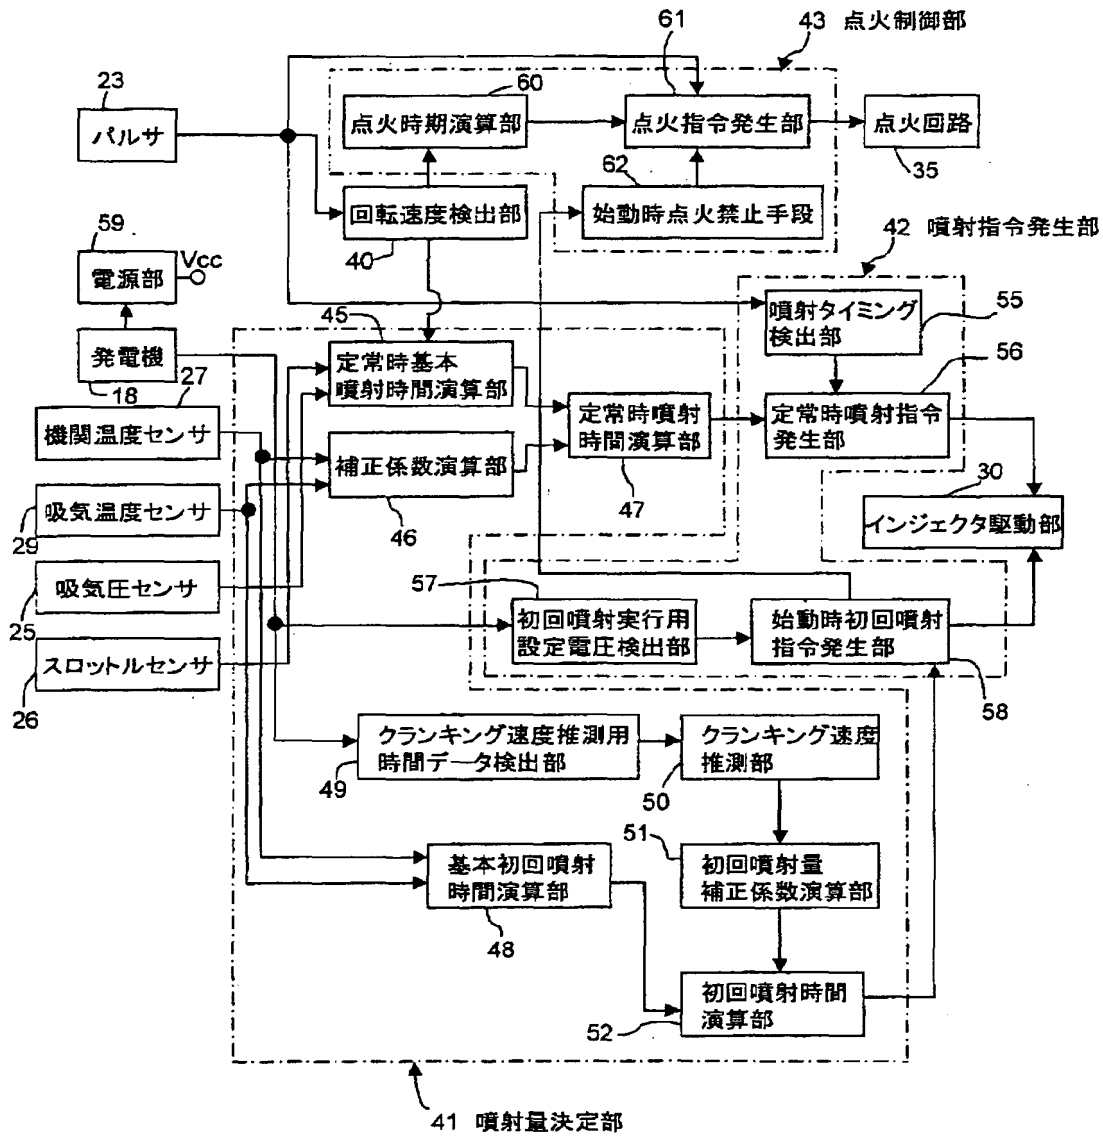 61
43 点火制御部
23
パルサ
60
点火時期演算部
点火指令発生部
点火回路
35
62
回転速度検出部
40
始動時点火禁止手段
42 噴射指令発生部
59
電源部
Vcc
発電機
18
27
機関温度センサ
吸気温度センサ
29
吸気圧センサ
25
スロットルセンサ
26
45
定常時基本
噴射時間演算部
補正係数演算部
46
定常時噴射
時間演算部
47
噴射タイミング
検出部
55
56
定常時噴射指令
発生部
30
インジェクタ駆動部
57
初回噴射実行用
設定電圧検出部
始動時初回噴射
指令発生部
58
クランキング速度推測用
時間データ検出部
49
クランキング速度
推測部
50
51
初回噴射量
補正係数演算部
基本初回噴射
時間演算部
48
初回噴射時間
演算部
52
41 噴射量決定部